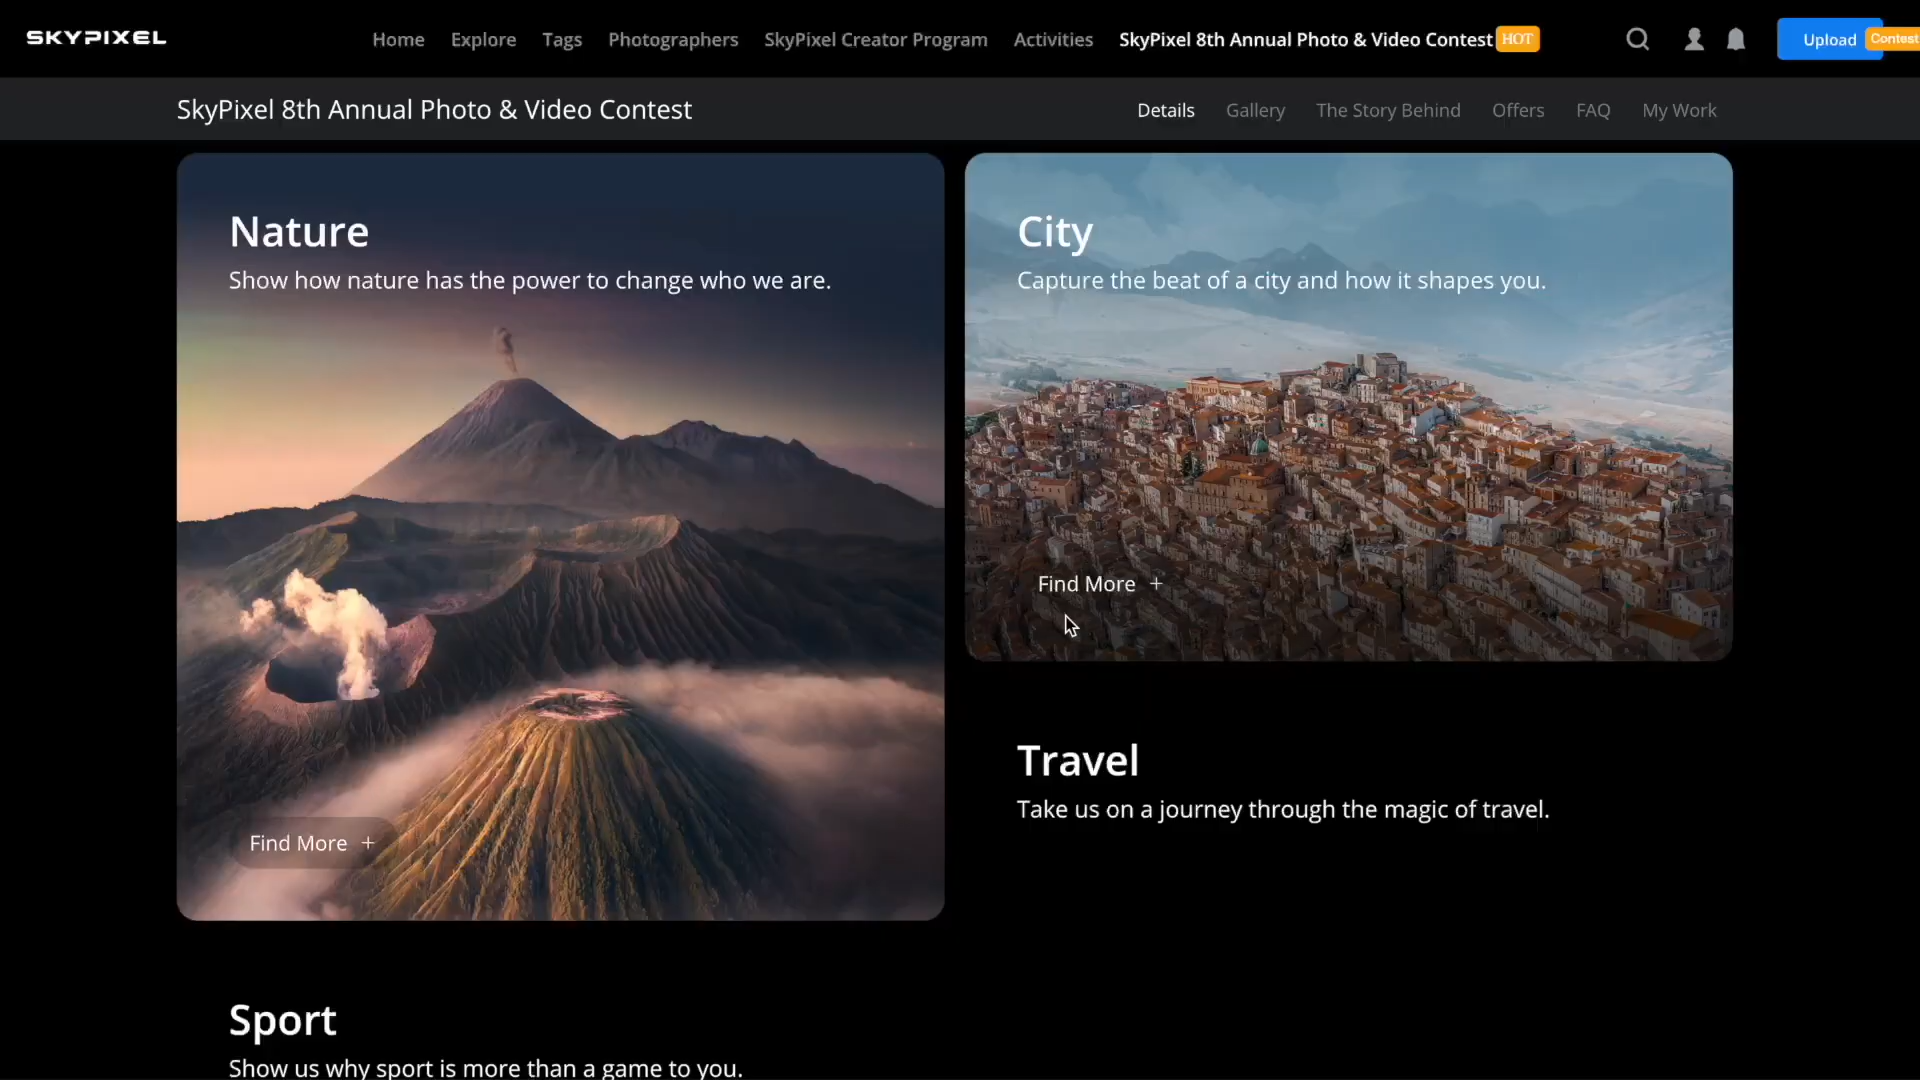 SKYPIXEL
Home Explore Tags Photographers SkyPixel Creator Program Activities SkyPixel 8th Annual Photo & Video Contest HOT Upload Contest
SkyPixel 8th Annual Photo & Video Contest
Details Gallery The Story Behind Offers FAQ My Work
Nature
Show how nature has the power to change who we are.
Find More +
City
Capture the beat of a city and how it shapes you.
Find More +
Travel
Take us on a journey through the magic of travel.
Sport
Show us why sport is more than a game to you.